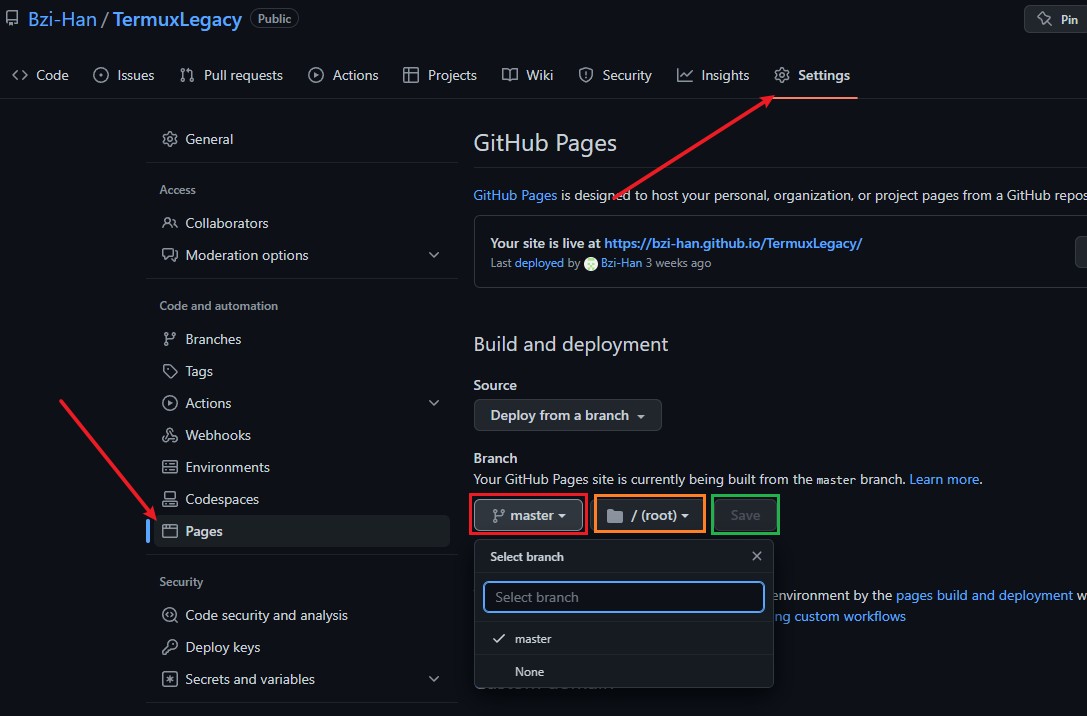 Bzi-Han / TermuxLegacy Public
Pin
Code Issues Pull requests Actions Projects Wiki Security Insights Settings
General
Access
Collaborators
Moderation options
Code and automation
Branches
Tags
Actions
Webhooks
Environments
Codespaces
Pages
Security
Code security and analysis
Deploy keys
Secrets and variables
GitHub Pages
GitHub Pages is designed to host your personal, organization, or project pages from a GitHub repos
Your site is live at https://bzi-han.github.io/TermuxLegacy/
Last deployed by Bzi-Han 3 weeks ago
Build and deployment
Source
Deploy from a branch
Branch
Your GitHub Pages site is currently being built from the master branch. Learn more.
master / (root) Save
Select branch
Select branch
environment by the pages build and deployment w
ng custom workflows
master
None